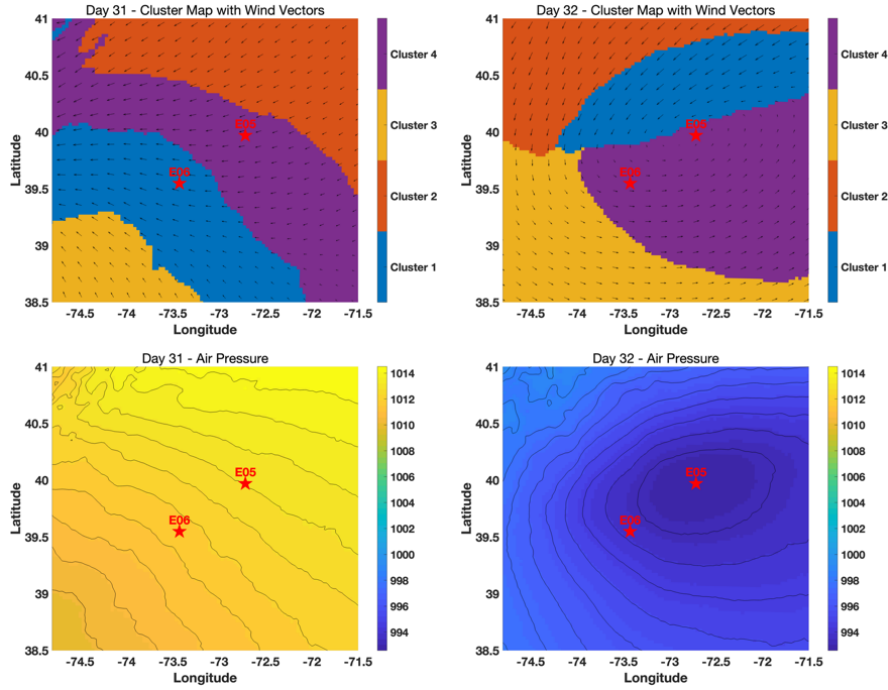 Day 31 - Cluster Map with Wind Vectors
41
40.5
40
39.5
39
38.5
Latitude
-74.5 -74 -73.5 -73 -72.5 -72 -71.5
Longitude
E05
E06
Cluster 4
Cluster 3
Cluster 2
Cluster 1
Day 32 - Cluster Map with Wind Vectors
41
40.5
40
39.5
39
38.5
Latitude
-74.5 -74 -73.5 -73 -72.5 -72 -71.5
Longitude
E05
E06
Cluster 4
Cluster 3
Cluster 2
Cluster 1
Day 31 - Air Pressure
41
40.5
40
39.5
39
38.5
Latitude
-74.5 -74 -73.5 -73 -72.5 -72 -71.5
Longitude
E05
E06
1014
1012
1010
1008
1006
1004
1002
1000
998
996
994
Day 32 - Air Pressure
41
40.5
40
39.5
39
38.5
Latitude
-74.5 -74 -73.5 -73 -72.5 -72 -71.5
Longitude
E05
E06
1014
1012
1010
1008
1006
1004
1002
1000
998
996
994